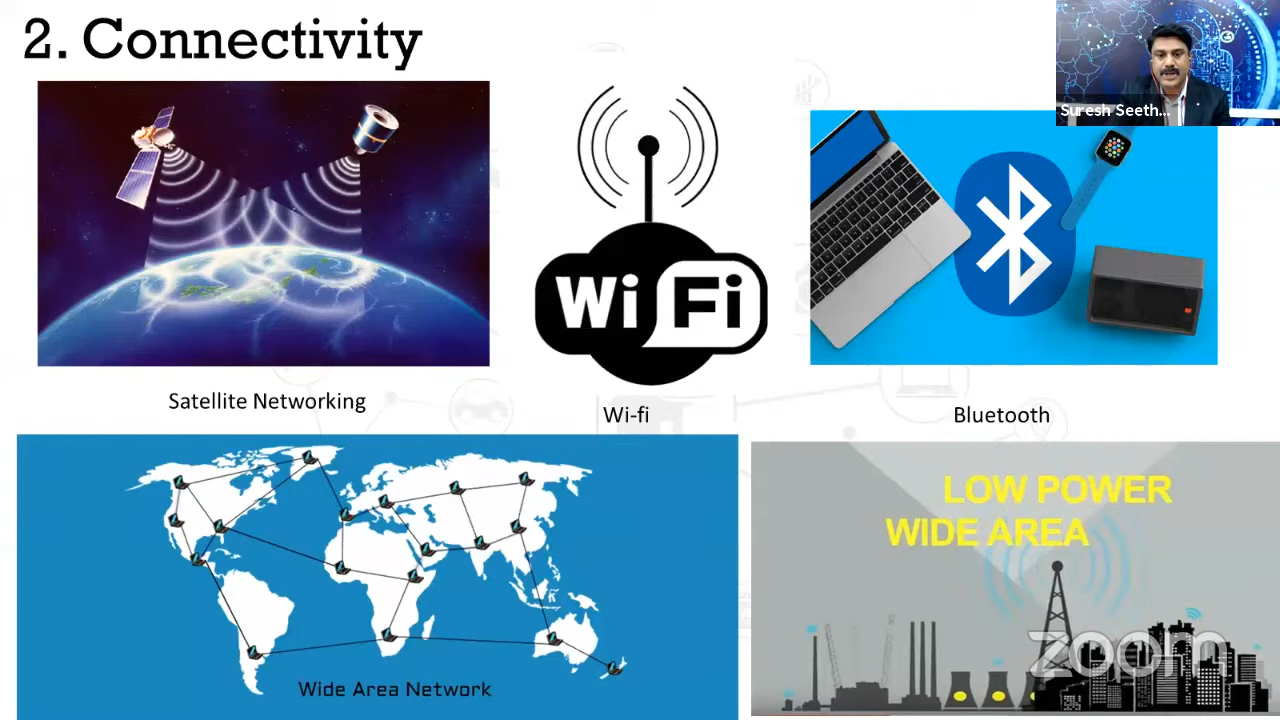 2. Connectivity
Suresh Seeth...
Wi Fi
Satellite Networking
Wi-fi
Bluetooth
LOW POWER
WIDE AREA
Wide Area Network
zoom